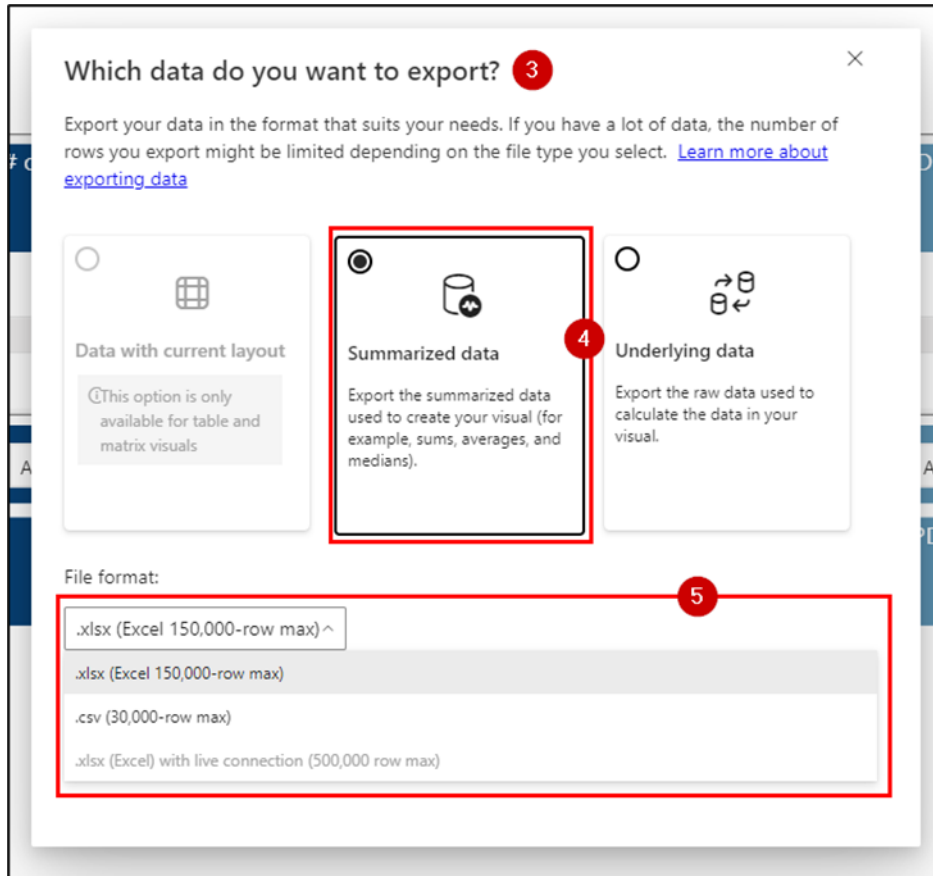 Which data do you want to export? 3
Export your data in the format that suits your needs. If you have a lot of data, the number of
rows you export might be limited depending on the file type you select. Learn more about
exporting data
Data with current layout
This option is only
available for table and
matrix visuals
Summarized data
Export the summarized data
used to create your visual (for
example, sums, averages, and
medians).
4
Underlying data
Export the raw data used to
calculate the data in your
visual.
File format:
5
.xlsx (Excel 150,000-row max)
.xlsx (Excel 150,000-row max)
.csv (30,000-row max)
.xlsx (Excel) with live connection (500,000 row max)